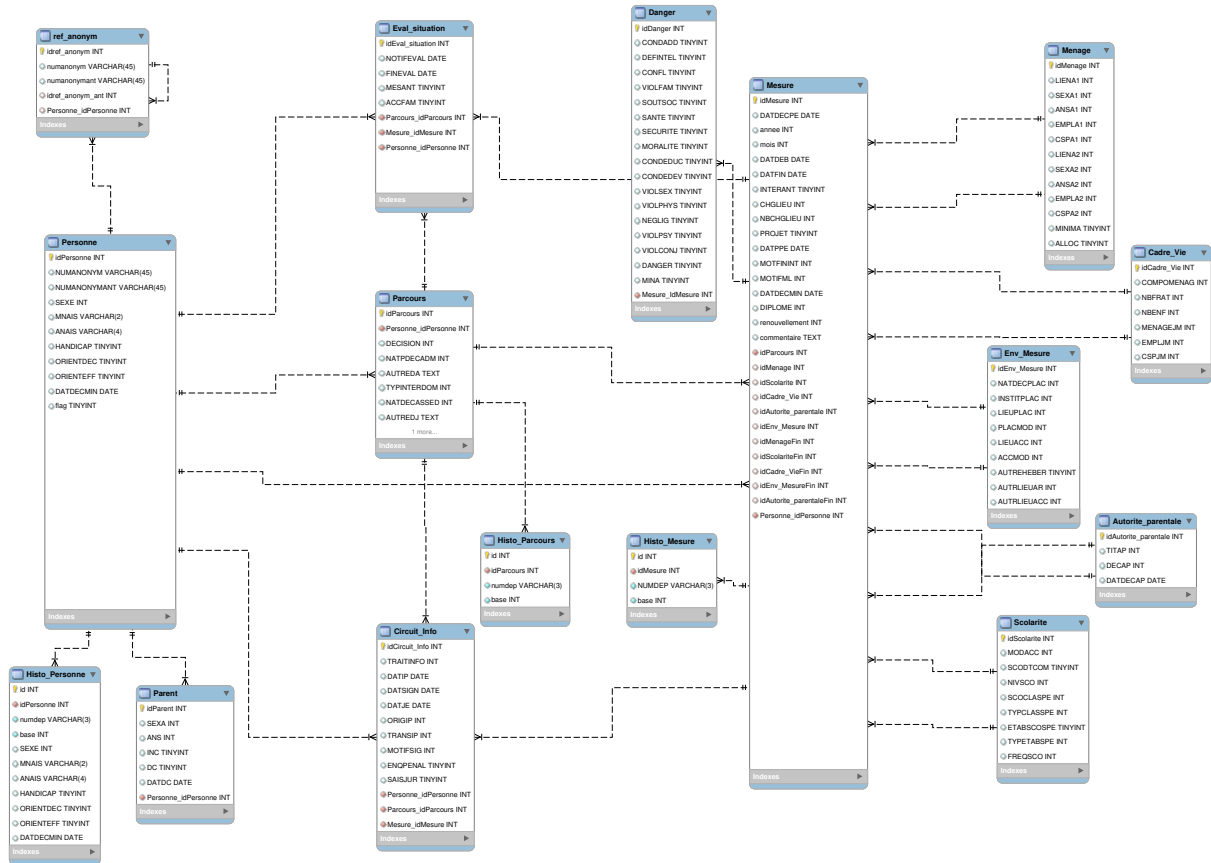 ref_anonym
idref_anonym INT
numanonym VARCHAR(45)
numanonymant VARCHAR(45)
idref_anonym_ant INT
Personne_idPersonne INT
Indexes
Eval_situation
idEval_situation INT
NOTIFEVAL DATE
FINEVAL DATE
MESANT TINYINT
ACCFAM TINYINT
Parcours_idParcours INT
Mesure_idMesure INT
Personne_idPersonne INT
Indexes
Danger
idDanger INT
CONDADD TINYINT
DEFINTEL TINYINT
CONFL TINYINT
VIOLFAM TINYINT
SOUTSOC TINYINT
SANTE TINYINT
SECURITE TINYINT
MORALITE TINYINT
CONDEDUC TINYINT
CONDEDEV TINYINT
VIOLSEX TINYINT
VIOLPHYS TINYINT
NEGLIG TINYINT
VIOLPSY TINYINT
VIOLCONJ TINYINT
DANGER TINYINT
MINA TINYINT
Mesure_idMesure INT
Indexes
Mesure
idMesure INT
DATDECPE DATE
annee INT
mois INT
DATDEB DATE
DATFIN DATE
INTERANT TINYINT
CHGLIEU INT
NBCHGLIEU INT
PROJET TINYINT
DATPPE DATE
MOTFININT INT
MOTIFML INT
DATDECMIN DATE
DIPLOME INT
renouvellement INT
commentaire TEXT
idParcours INT
idMenage INT
idScolarite INT
idCadre_Vie INT
idAutorite_parentale INT
idEnv_Mesure INT
idMenageFin INT
idScolariteFin INT
idCadre_VieFin INT
idEnv_MesureFin INT
idAutorite_parentaleFin INT
Personne_idPersonne INT
Indexes
Menage
idMenage INT
LIENA1 INT
SEXA1 INT
ANSA1 INT
EMPLA1 INT
CSPA1 INT
LIENA2 INT
SEXA2 INT
ANSA2 INT
EMPLA2 INT
CSPA2 INT
MINIMA TINYINT
ALLOC TINYINT
Indexes
Cadre_Vie
idCadre_Vie INT
COMPOMENAG INT
NBFRAT INT
NBENF INT
MENAGEJM INT
EMPLJM INT
CSPJM INT
Indexes
Personne
idPersonne INT
NUMANONYM VARCHAR(45)
NUMANONYMANT VARCHAR(45)
SEXE INT
MNAIS VARCHAR(2)
ANAIS VARCHAR(4)
HANDICAP TINYINT
ORIENTDEC TINYINT
ORIENTEFF TINYINT
DATDECMIN DATE
flag TINYINT
Indexes
Parcours
idParcours INT
Personne_idPersonne INT
DECISION INT
NATPDECADM INT
AUTREDA TEXT
TYPINTERDOM INT
NATDECASSED INT
AUTREDJ TEXT
1 more...
Indexes
Env_Mesure
idEnv_Mesure INT
NATDECPLAC INT
INSTITPLAC INT
LIEUPLAC INT
PLACMOD INT
LIEUACC INT
ACCMOD INT
AUTREHEBER TINYINT
AUTRLIEUAR INT
AUTRLIEUACC INT
Indexes
Histo_Parcours
id INT
idParcours INT
numdep VARCHAR(3)
base INT
Indexes
Histo_Mesure
id INT
idMesure INT
NUMDEP VARCHAR(3)
base INT
Indexes
Autorite_parentale
idAutorite_parentale INT
TITAP INT
DECAP INT
DATDECAP DATE
Indexes
Scolarite
idScolarite INT
MODACC INT
SCODTCOM TINYINT
NIVSCO INT
SCOCLASPE INT
TYPCLASSPE INT
ETABSCOSPE TINYINT
TYPETABSPE INT
FREQSCO INT
Indexes
Circuit_Info
idCircuit_Info INT
TRAITINFO INT
DATIP DATE
DATSIGN DATE
DATJE DATE
ORIGIP INT
TRANSIP INT
MOTIFSIG INT
ENQPENAL TINYINT
SAISJUR TINYINT
Personne_idPersonne INT
Parcours_idParcours INT
Mesure_idMesure INT
Indexes
Histo_Personne
id INT
idPersonne INT
numdep VARCHAR(3)
base INT
SEXE INT
MNAIS VARCHAR(2)
ANAIS VARCHAR(4)
HANDICAP TINYINT
ORIENTDEC TINYINT
ORIENTEFF TINYINT
DATDECMIN DATE
Indexes
Parent
idParent INT
SEXA INT
ANS INT
INC TINYINT
DC TINYINT
DATDC DATE
Personne_idPersonne INT
Indexes